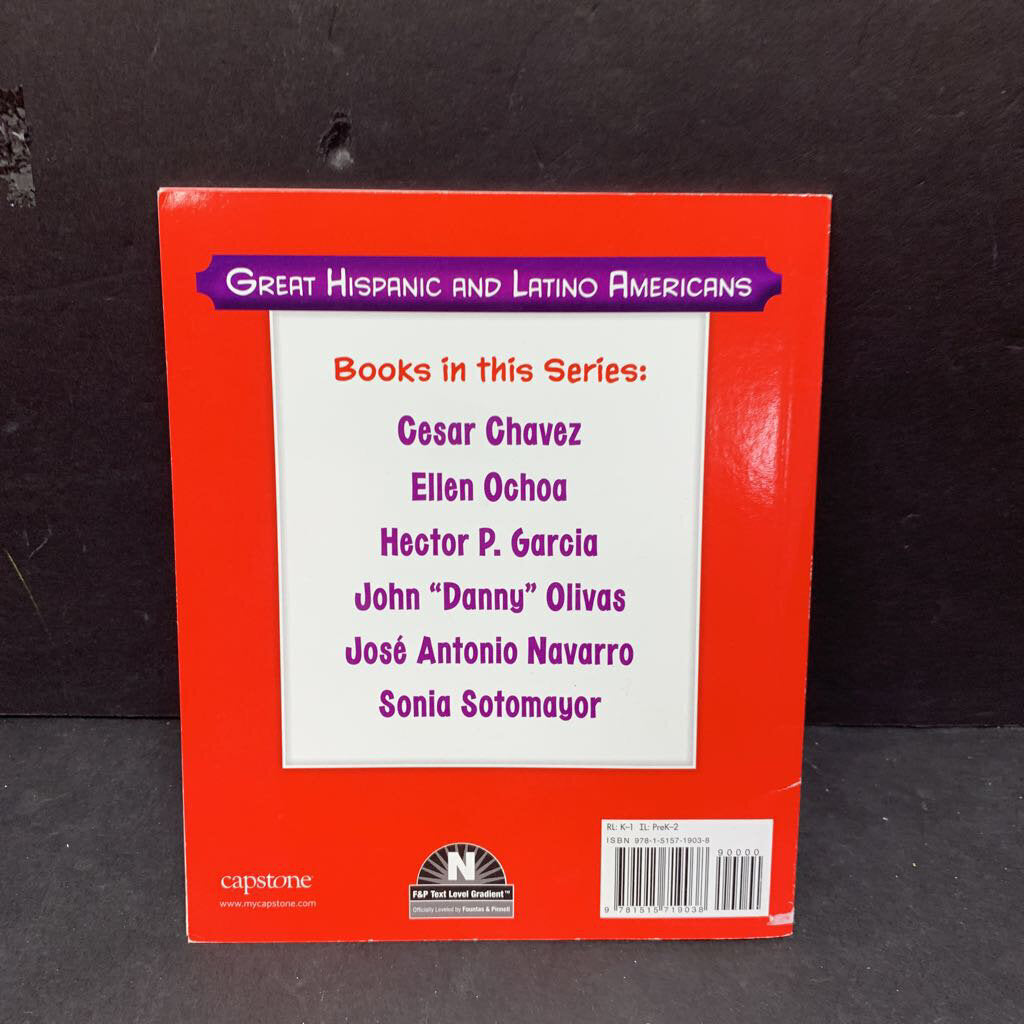 GREAT HISPANIC AND LATINO AMERICANS
Books in this Series:
Cesar Chavez
Ellen Ochoa
Hector P. Garcia
John “Danny” Olivas
José Antonio Navarro
Sonia Sotomayor
RL: K-1 IL: PreK-2
ISBN 978-1-5157-1903-8
90000
9 781515 719038
capstone
www.mycapstone.com
N
F&P Text Level Gradient™
Officially Leveled by Fountas & Pinnell